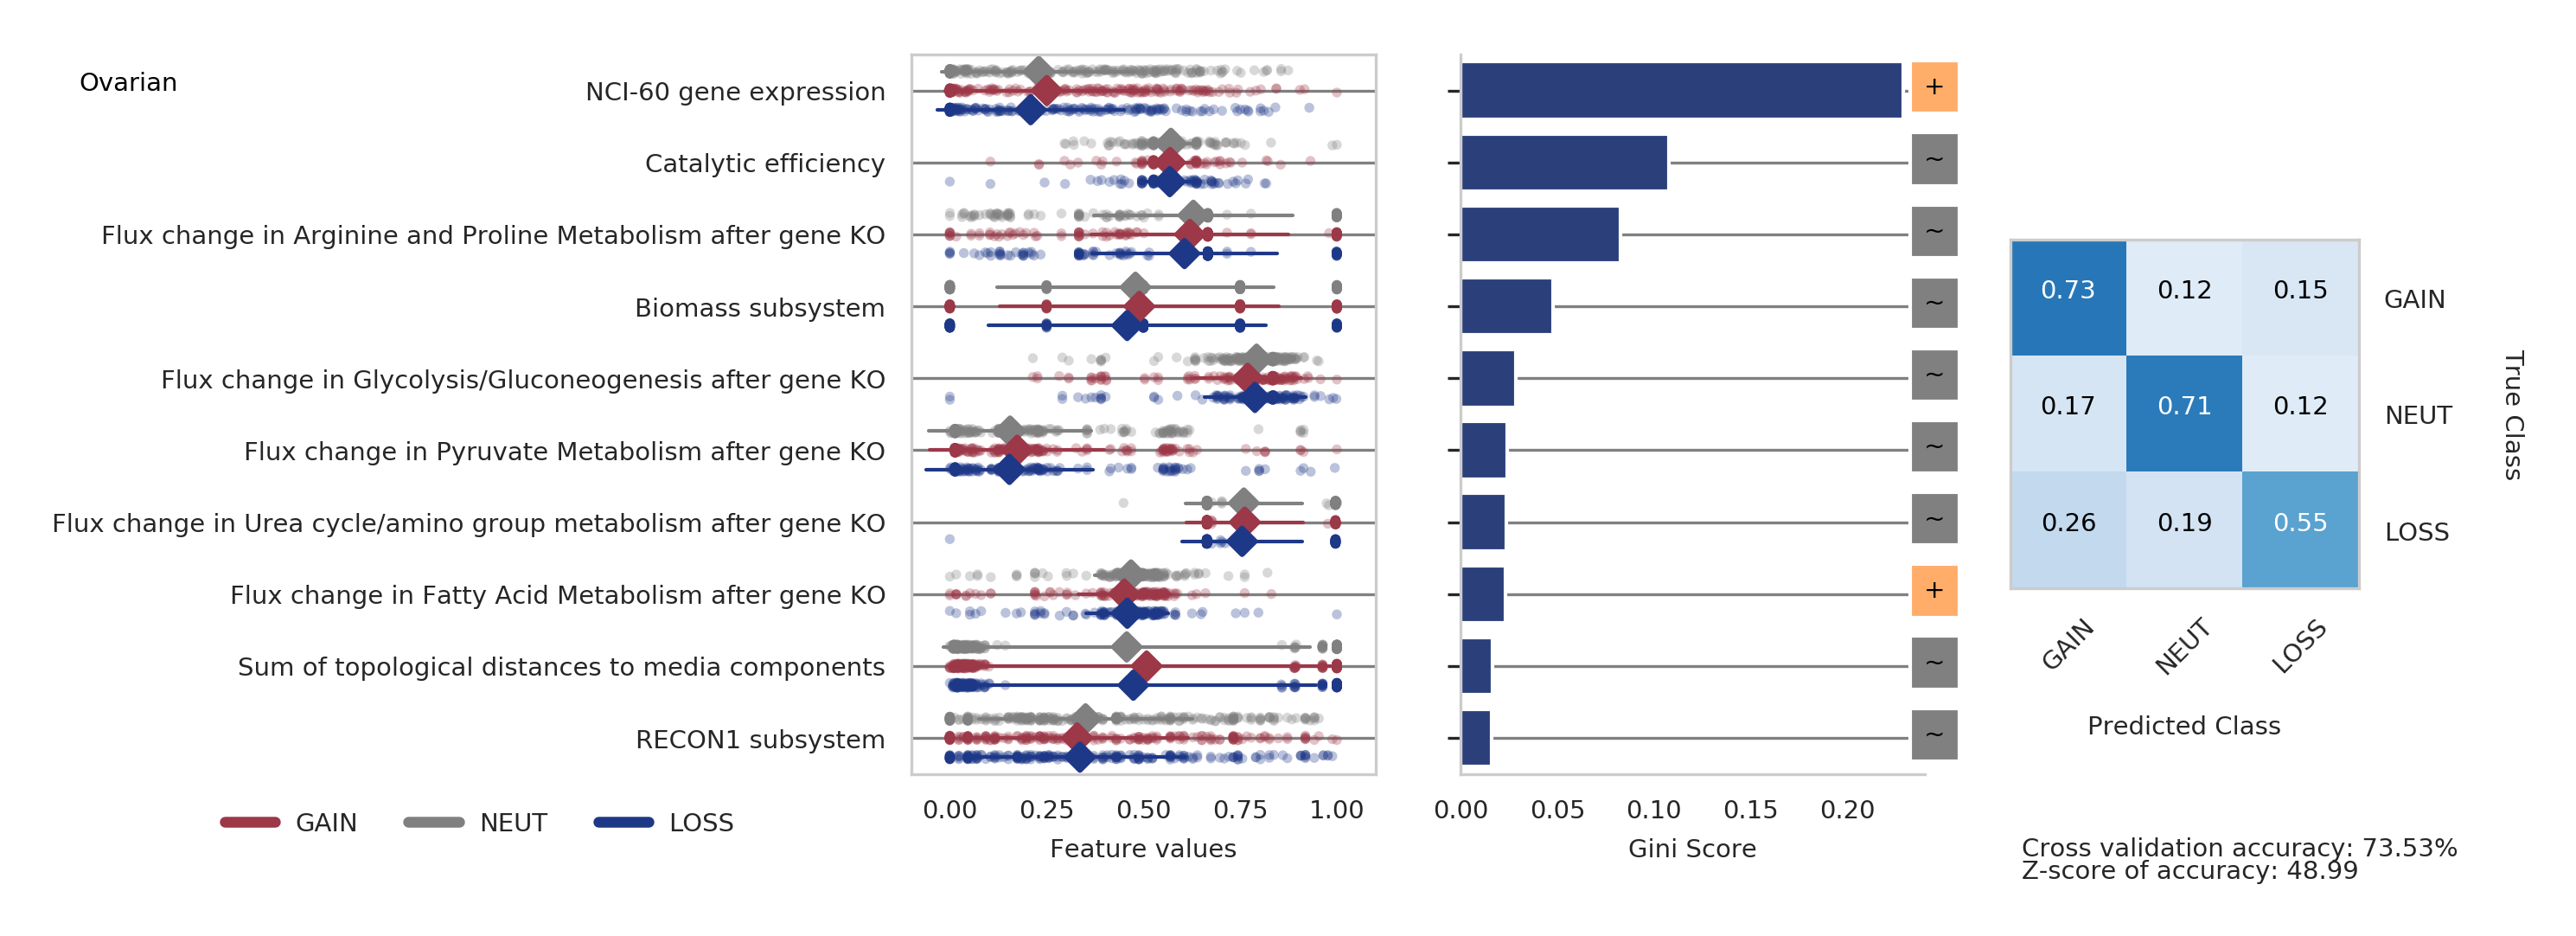 Ovarian
NCI-60 gene expression
+
Catalytic efficiency
~
Flux change in Arginine and Proline Metabolism after gene KO
~
Biomass subsystem
~
Flux change in Glycolysis/Gluconeogenesis after gene KO
~
Flux change in Pyruvate Metabolism after gene KO
~
Flux change in Urea cycle/amino group metabolism after gene KO
~
Flux change in Fatty Acid Metabolism after gene KO
+
Sum of topological distances to media components
~
RECON1 subsystem
~
GAIN NEUT LOSS
0.00 0.25 0.50 0.75 1.00
Feature values
0.00 0.05 0.10 0.15 0.20
Gini Score
0.73 0.12 0.15 GAIN
0.17 0.71 0.12 NEUT
0.26 0.19 0.55 LOSS
True Class
GAIN NEUT LOSS
Predicted Class
Cross validation accuracy: 73.53%
Z-score of accuracy: 48.99